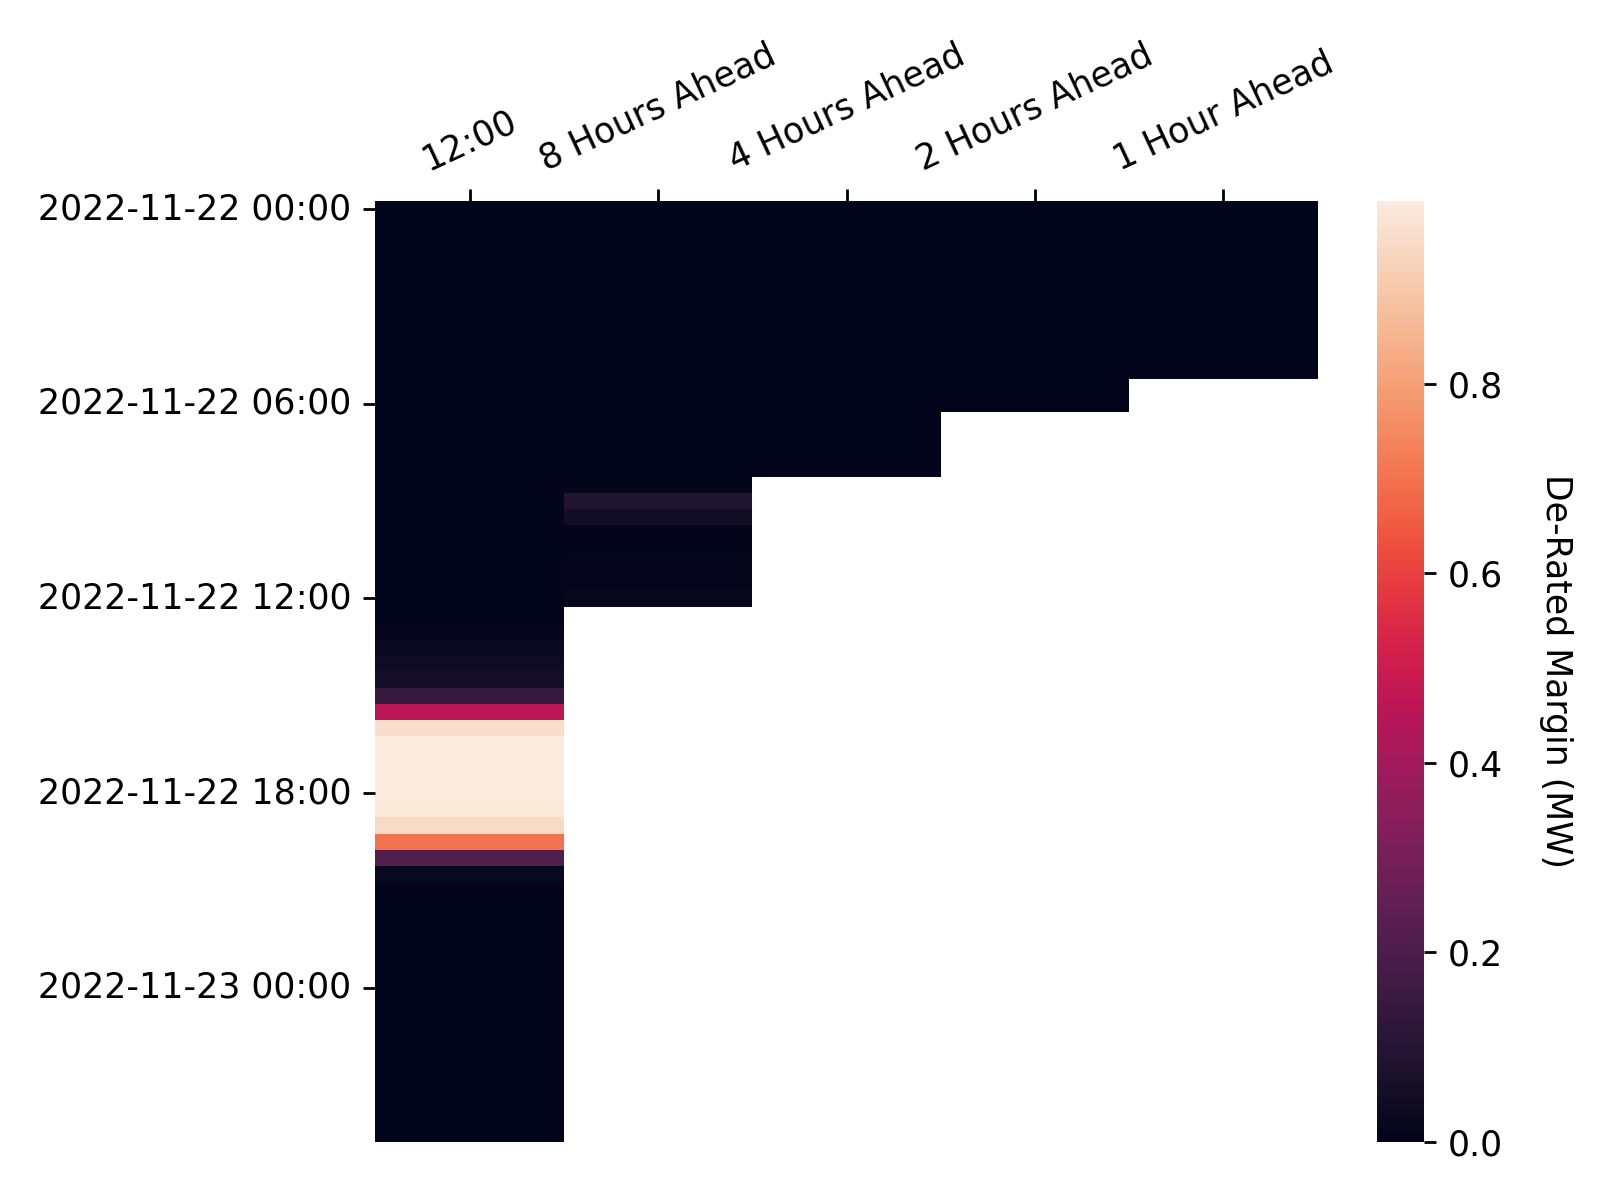 12:00
8 Hours Ahead
4 Hours Ahead
2 Hours Ahead
1 Hour Ahead
2022-11-22 00:00
2022-11-22 06:00
2022-11-22 12:00
2022-11-22 18:00
2022-11-23 00:00
0.8
0.6
0.4
0.2
0.0
De-Rated Margin (MW)